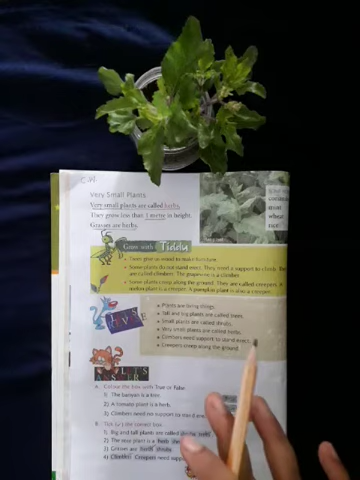 C.W
Very Small Plants
Very small plants are called herbs.
They grow less than 1 metre in height.
Grasses are herbs.
Grow with
Trees give us wood to make furniture.
Some plants do not stand erect. They need a support to climb. They
are called climbers. The grapevine is a climber.
Some plants creep along the ground. They are called creepers. A
melon plant is a creeper. A pumpkin plant is also a creeper.
Plants are living things.
Tall and big plants are called trees.
Small plants are called shrubs.
Very small plants are called herbs.
Climbers need support to stand erect.
Creepers creep along the ground.
A Colour the box with True or False.
1) The banyan is a tree.
2) A tomato plant is a herb.
3) Climbers need no support to stand
B Tick (✓) the correct box.
1) Big and tall plants are called
2) The rose plant is a herb
3) Grasses are herbs shrubs
4) Climbers Creepers need